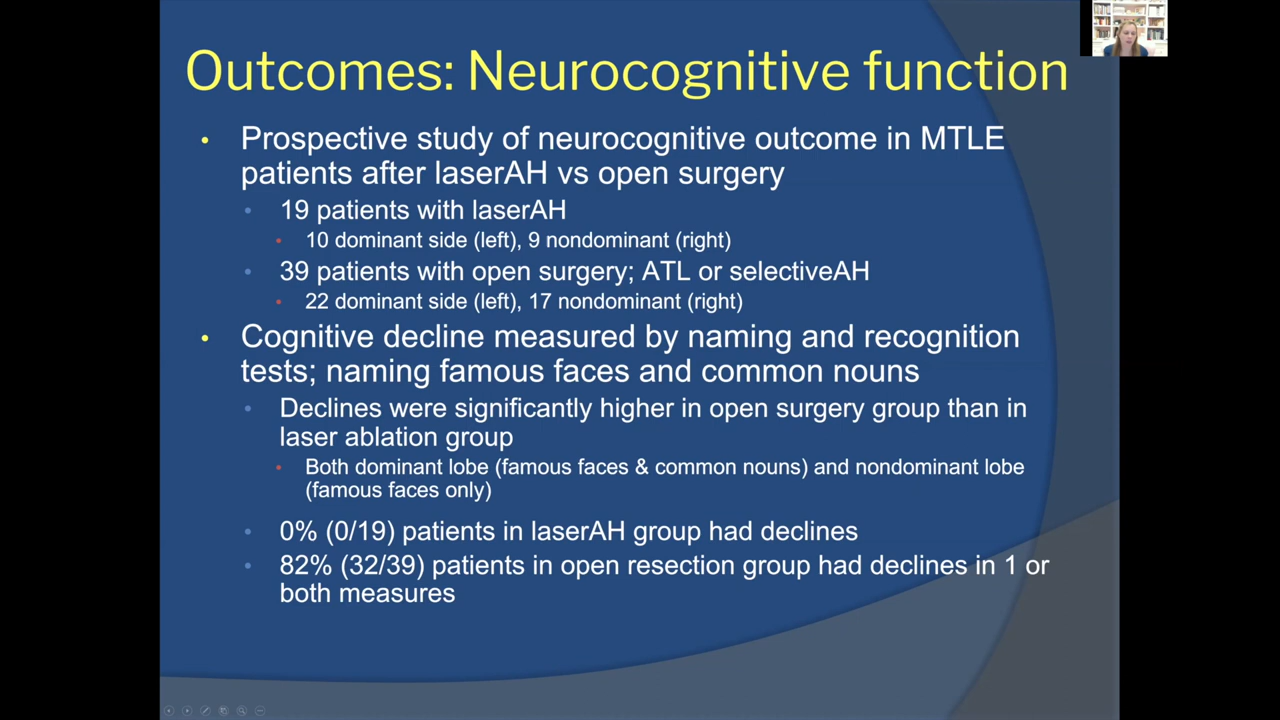 Outcomes: Neurocognitive function
• Prospective study of neurocognitive outcome in MTLE
patients after laserAH vs open surgery
• 19 patients with laserAH
• 10 dominant side (left), 9 nondominant (right)
• 39 patients with open surgery; ATL or selectiveAH
• 22 dominant side (left), 17 nondominant (right)
• Cognitive decline measured by naming and recognition
tests; naming famous faces and common nouns
• Declines were significantly higher in open surgery group than in
laser ablation group
• Both dominant lobe (famous faces & common nouns) and nondominant lobe
(famous faces only)
• 0% (0/19) patients in laserAH group had declines
• 82% (32/39) patients in open resection group had declines in 1 or
both measures